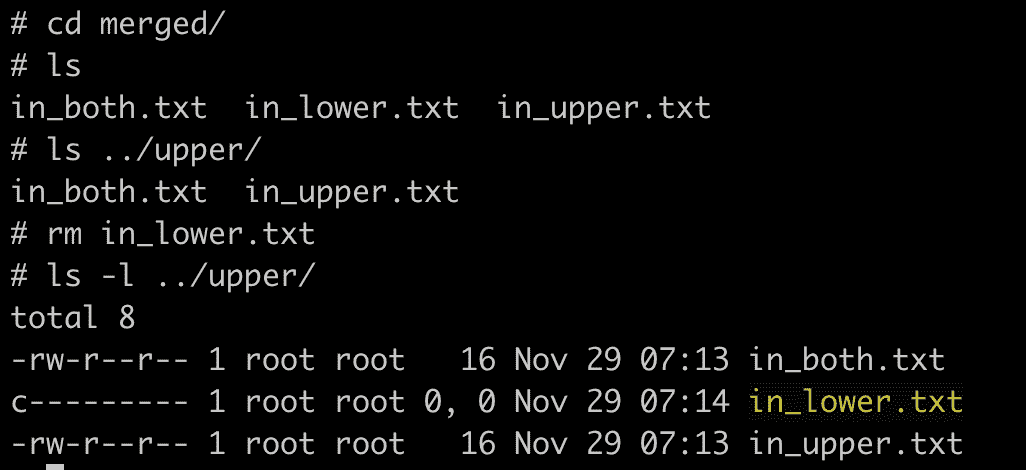 # cd merged/
# ls
in_both.txt  in_lower.txt  in_upper.txt
# ls ../upper/
in_both.txt  in_upper.txt
# rm in_lower.txt
# ls -l ../upper/
total 8
-rw-r--r-- 1 root root   16 Nov 29 07:13 in_both.txt
c--------- 1 root root 0, 0 Nov 29 07:14 in_lower.txt
-rw-r--r-- 1 root root   16 Nov 29 07:13 in_upper.txt